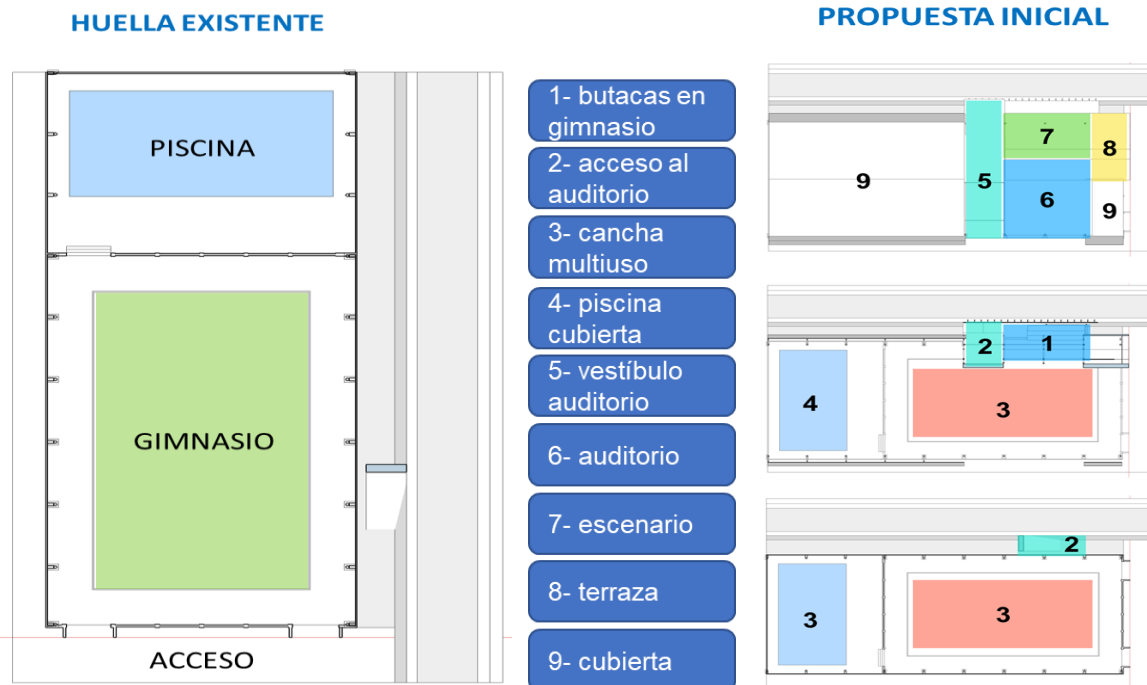 HUELLA EXISTENTE
PISCINA
GIMNASIO
ACCESO
1- butacas en
gimnasio
2- acceso al
auditorio
3- cancha
multiuso
4- piscina
cubierta
5- vestíbulo
auditorio
6- auditorio
7- escenario
8- terraza
9- cubierta
PROPUESTA INICIAL
9
5
7
6
8
9
4
2
1
3
3
2
3